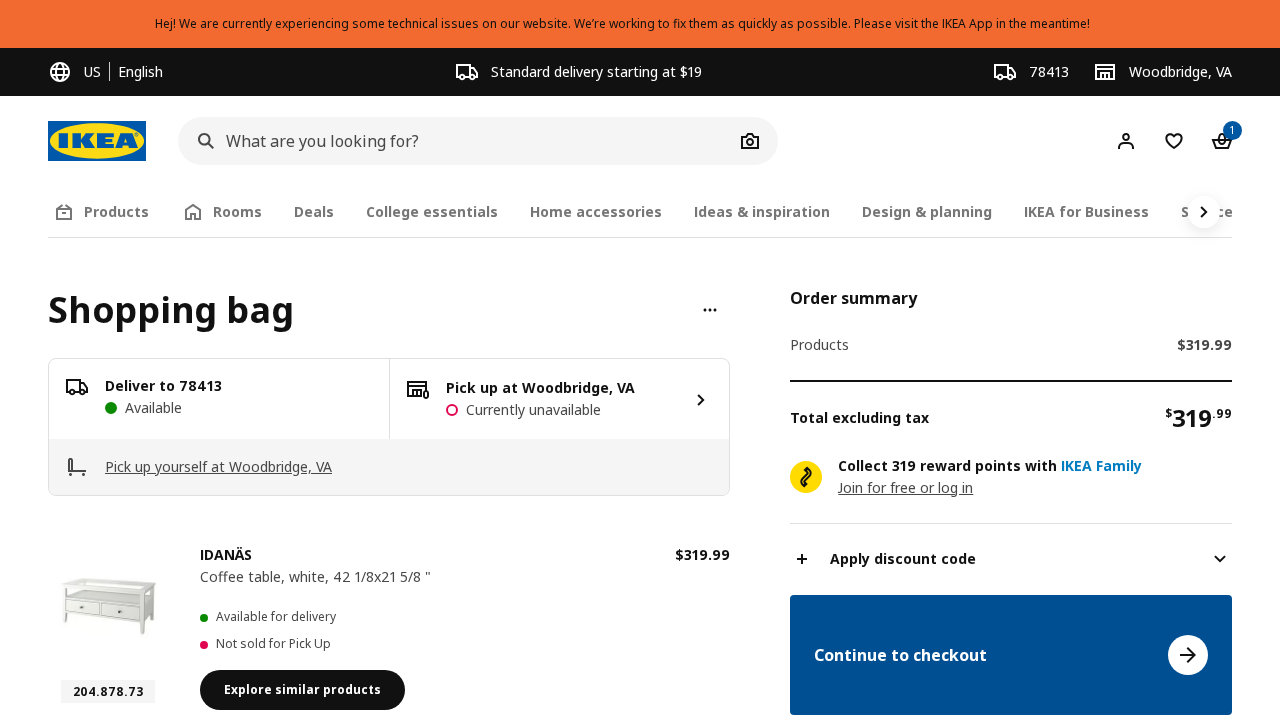 Hej! We are currently experiencing some technical issues on our website. We’re working to fix them as quickly as possible. Please visit the IKEA App in the meantime!
US English
Standard delivery starting at $19
78413
Woodbridge, VA
IKEA
What are you looking for?
1
Products
Rooms
Deals
College essentials
Home accessories
Ideas & inspiration
Design & planning
IKEA for Business
Shopping bag
Deliver to 78413
Available
Pick up at Woodbridge, VA
Currently unavailable
Pick up yourself at Woodbridge, VA
IDANÄS
$319.99
Coffee table, white, 42 1/8x21 5/8 "
Available for delivery
Not sold for Pick Up
204.878.73
Explore similar products
Order summary
Products $319.99
Total excluding tax $319.99
Collect 319 reward points with IKEA Family
Join for free or log in
Apply discount code
Continue to checkout